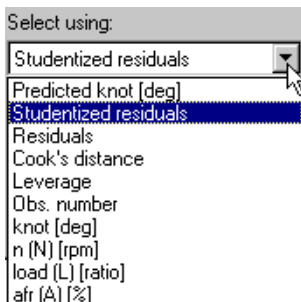 Select using:
Studentized residuals
Predicted knot [deg]
Studentized residuals
Residuals
Cook's distance
Leverage
Obs. number
knot [deg]
n (N) [rpm]
load (L) [ratio]
afr (A) [%]